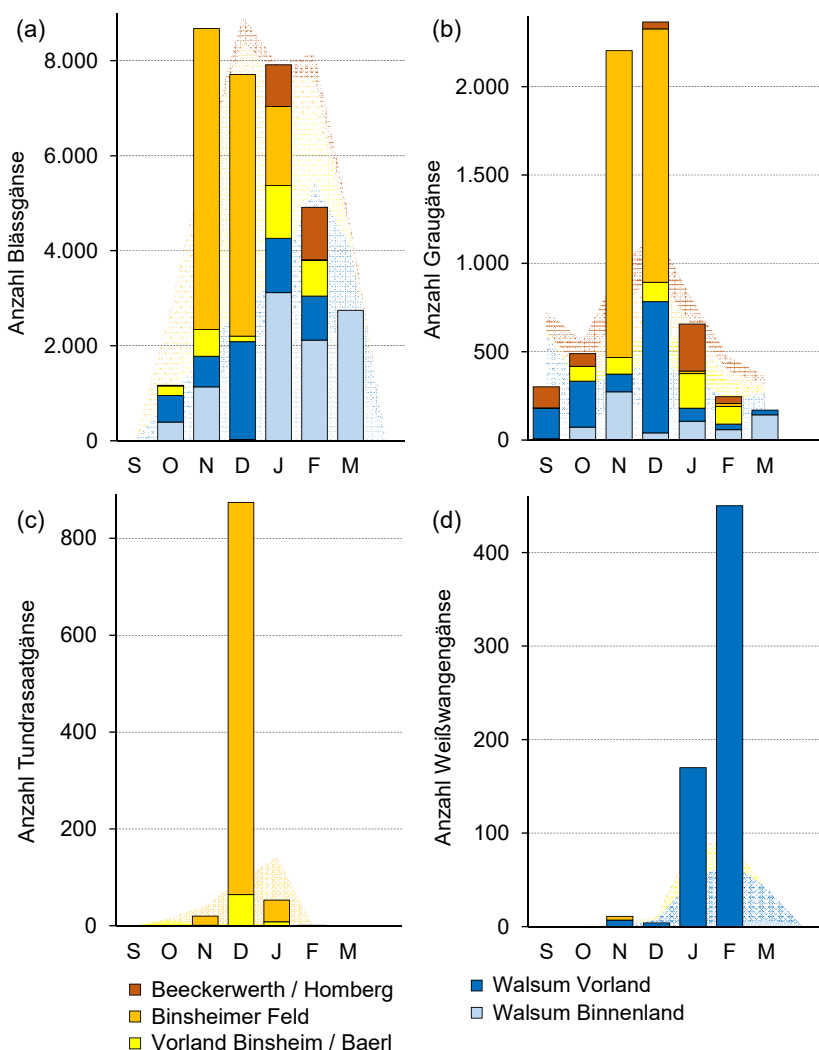 (a)
Anzahl Blässgänse
8.000
6.000
4.000
2.000
0
S O N D J F M
(b)
Anzahl Graugänse
2.000
1.500
1.000
500
0
S O N D J F M
(c)
Anzahl Tundrasaatgänse
800
600
400
200
0
S O N D J F M
(d)
Anzahl Weißwangengänse
400
300
200
100
0
S O N D J F M
Beeckerwerth / Homberg
Binsheimer Feld
Vorland Binsheim / Baerl
Walsum Vorland
Walsum Binnenland